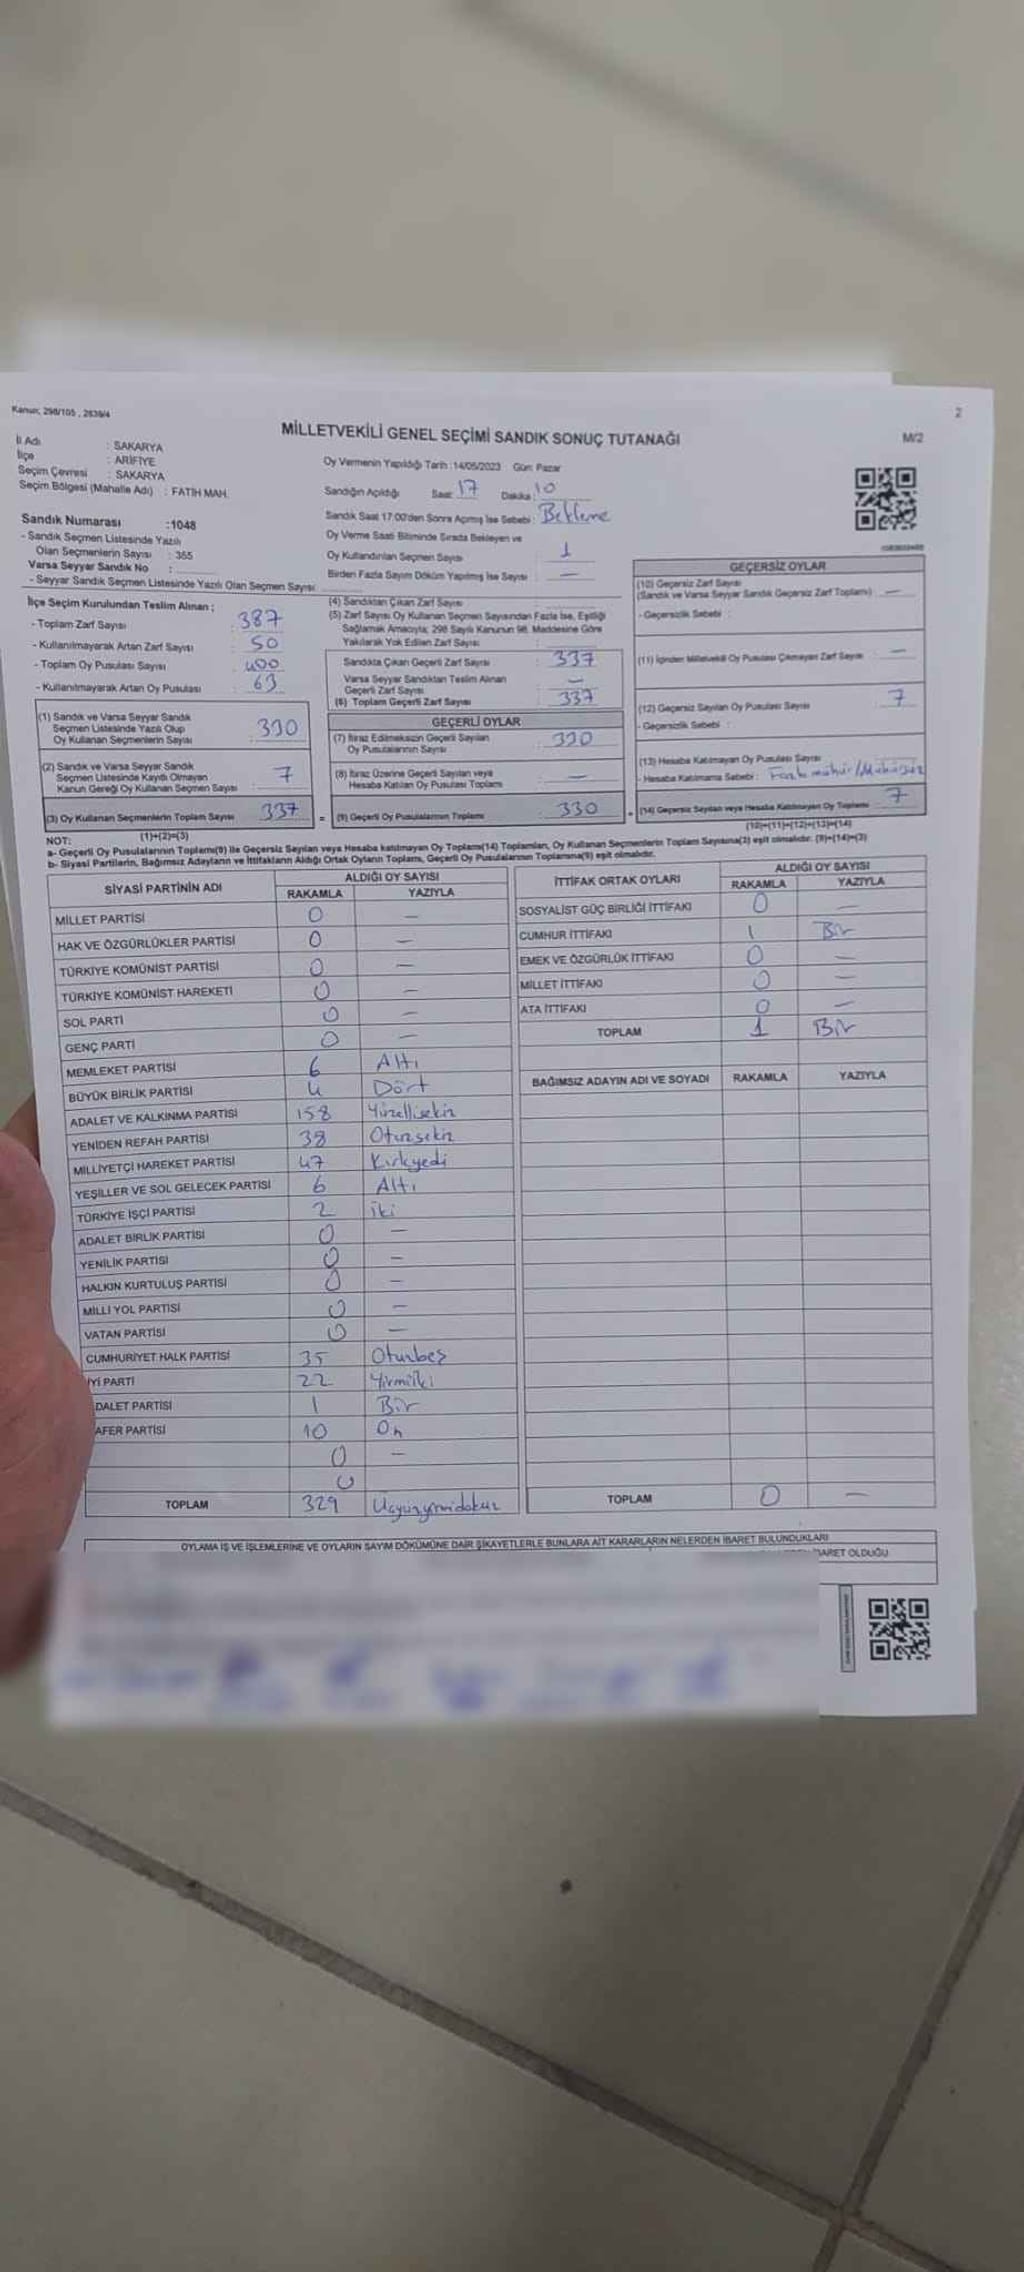 Kanun, 298/105 , 2839/4
2
MİLLETVEKİLİ GENEL SEÇİMİ SANDIK SONUÇ TUTANAĞI
M/2
İl Adı : SAKARYA
İlçe : ARİFİYE
Seçim Çevresi : SAKARYA
Seçim Bölgesi (Mahalle Adı) : FATİH MAH.
Sandık Numarası :1048
- Sandık Seçmen Listesinde Yazılı
Olan Seçmenlerin Sayısı : 355
Varsa Seyyar Sandık No :
- Seyyar Sandık Seçmen Listesinde Yazılı Olan Seçmen Sayısı
Oy Vermenin Yapıldığı Tarih :14/05/2023 Gün: Pazar
Sandığın Açıldığı Saat: 17 Dakika: 10
Sandık Saat 17:00'den Sonra Açılmış İse Sebebi : Bekleme
Oy Verme Saati Bitiminde Sırada Bekleyen ve
Oy Kullandırılan Seçmen Sayısı : 1
Birden Fazla Sayım Döküm Yapılmış İse Sayısı : —
İlçe Seçim Kurulundan Teslim Alınan ;
- Toplam Zarf Sayısı : 387
- Kullanılmayarak Artan Zarf Sayısı : 50
- Toplam Oy Pusulası Sayısı : 400
- Kullanılmayarak Artan Oy Pusulası : 63
(1) Sandık ve Varsa Seyyar Sandık
Seçmen Listesinde Yazılı Olup
Oy Kullanan Seçmenlerin Sayısı : 330
(2) Sandık ve Varsa Seyyar Sandık
Seçmen Listesinde Kayıtlı Olmayan
Kanun Gereği Oy Kullanan Seçmen Sayısı : 7
(3) Oy Kullanan Seçmenlerin Toplam Sayısı 337
(1)+(2)=(3)
(4) Sandıktan Çıkan Zarf Sayısı :
(5) Zarf Sayısı Oy Kullanan Seçmen Sayısından Fazla İse, Eşitliği
Sağlamak Amacıyla; 298 Sayılı Kanunun 98. Maddesine Göre
Yakılarak Yok Edilen Zarf Sayısı :
Sandıkta Çıkan Geçerli Zarf Sayısı : 337
Varsa Seyyar Sandıktan Teslim Alınan
Geçerli Zarf Sayısı : —
(6) Toplam Geçerli Zarf Sayısı : 337
GEÇERLİ OYLAR
(7) İtiraz Edilmeksizin Geçerli Sayılan
Oy Pusulalarının Sayısı : 330
(8) İtiraz Üzerine Geçerli Sayılan veya
Hesaba Katılan Oy Pusulası Toplamı : —
= (9) Geçerli Oy Pusulalarının Toplamı : 330
GEÇERSİZ OYLAR
(10) Geçersiz Zarf Sayısı
(Sandık ve Varsa Seyyar Sandık Geçersiz Zarf Toplamı) : —
- Geçersizlik Sebebi :
(11) İçinden Milletvekili Oy Pusulası Çıkmayan Zarf Sayısı : —
(12) Geçersiz Sayılan Oy Pusulası Sayısı : 7
- Geçersizlik Sebebi :
(13) Hesaba Katılmayan Oy Pusulası Sayısı
- Hesaba Katılmama Sebebi : Fazla mühür/Mühürsüz
+ (14) Geçersiz Sayılan veya Hesaba Katılmayan Oy Toplamı : 7
(10)+(11)+(12)+(13)=(14)
NOT:
a- Geçerli Oy Pusulalarının Toplamı(9) ile Geçersiz Sayılan veya Hesaba katılmayan Oy Toplamı(14) Toplamları, Oy Kullanan Seçmenlerin Toplam Sayısına(3) eşit olmalıdır. (9)+(14)=(3)
b- Siyasi Partilerin, Bağımsız Adayların ve İttifakların Aldığı Ortak Oyların Toplamı, Geçerli Oy Pusulalarının Toplamına(9) eşit olmalıdır.
SİYASİ PARTİNİN ADI ALDIĞI OY SAYISI
RAKAMLA YAZIYLA
MİLLET PARTİSİ 0 —
HAK VE ÖZGÜRLÜKLER PARTİSİ 0 —
TÜRKİYE KOMÜNİST PARTİSİ 0 —
TÜRKİYE KOMÜNİST HAREKETİ 0 —
SOL PARTİ 0 —
GENÇ PARTİ 0 —
MEMLEKET PARTİSİ 6 Altı
BÜYÜK BİRLİK PARTİSİ 4 Dört
ADALET VE KALKINMA PARTİSİ 158 Yüzellisekiz
YENİDEN REFAH PARTİSİ 38 Otuzsekiz
MİLLİYETÇİ HAREKET PARTİSİ 47 Kırkyedi
YEŞİLLER VE SOL GELECEK PARTİSİ 6 Altı
TÜRKİYE İŞÇİ PARTİSİ 2 iki
ADALET BİRLİK PARTİSİ 0 —
YENİLİK PARTİSİ 0 —
HALKIN KURTULUŞ PARTİSİ 0 —
MİLLİ YOL PARTİSİ 0 —
VATAN PARTİSİ 0 —
CUMHURİYET HALK PARTİSİ 35 Otuzbeş
İYİ PARTİ 22 Yirmiiki
DALET PARTİSİ 1 Bir
AFER PARTİSİ 10 On
0 —
0
TOPLAM 329 Üçyüzyirmidokuz
İTTİFAK ORTAK OYLARI ALDIĞI OY SAYISI
RAKAMLA YAZIYLA
SOSYALİST GÜÇ BİRLİĞİ İTTİFAKI 0 —
CUMHUR İTTİFAKI 1 Bir
EMEK VE ÖZGÜRLÜK İTTİFAKI 0 —
MİLLET İTTİFAKI 0 —
ATA İTTİFAKI 0 —
TOPLAM 1 Bir
BAĞIMSIZ ADAYIN ADI VE SOYADI RAKAMLA YAZIYLA
TOPLAM 0 —
OYLAMA İŞ VE İŞLEMLERİNE VE OYLARIN SAYIM DÖKÜMÜNE DAİR ŞİKAYETLERLE BUNLARA AİT KARARLARIN NELERDEN İBARET BULUNDUKLARI
BARET OLDUĞU